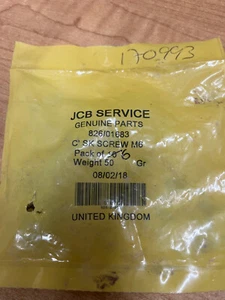 170993
JCB SERVICE
GENUINE PARTS
826/01683
C' SK SCREW M6
Pack of
Weight 50 Gr
08/02/18
UNITED KINGDOM